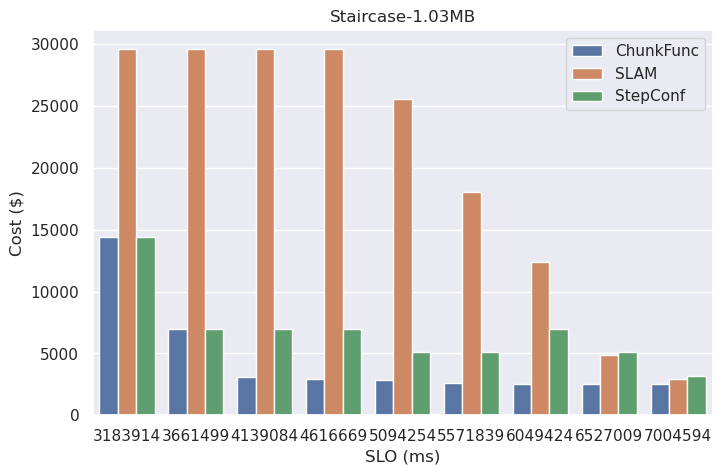 Staircase-1.03MB
ChunkFunc
SLAM
StepConf
Cost ($)
30000
25000
20000
15000
10000
5000
0
3183914 3661499 4139084 4616669 5094254 5571839 6049424 6527009 7004594
SLO (ms)